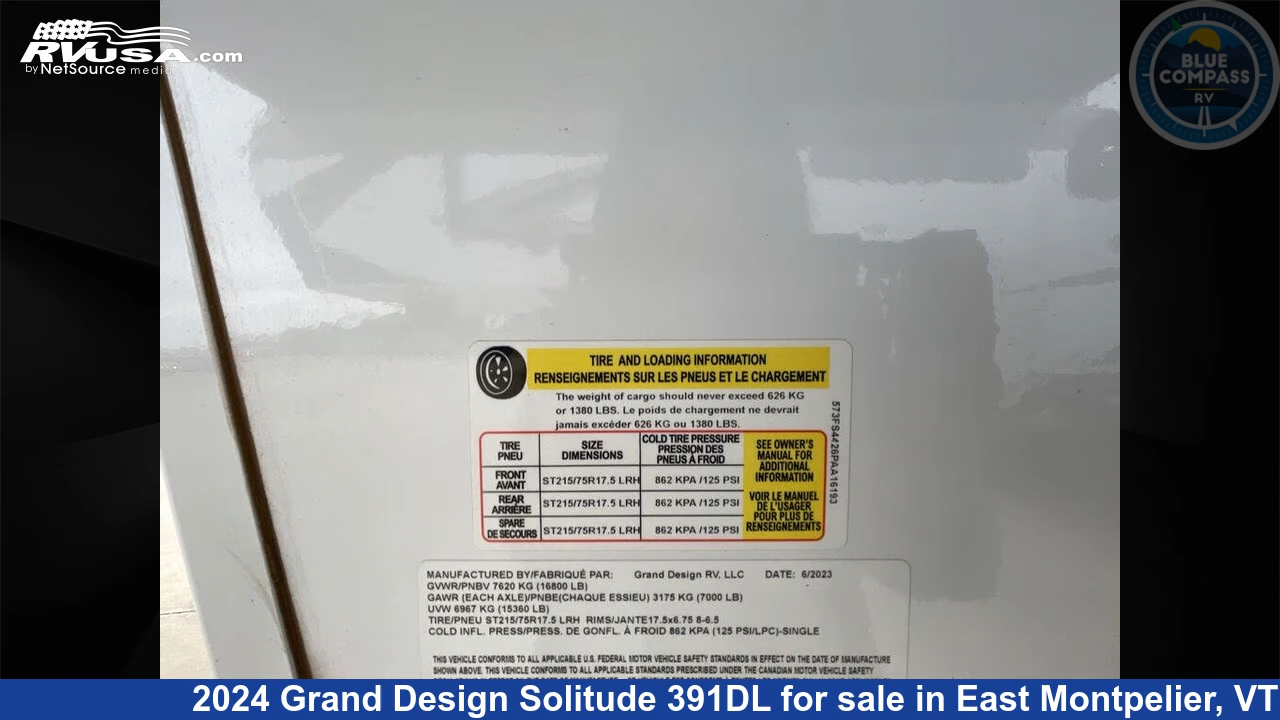 RVUSA.com
by NetSource media
BLUE
COMPASS
RV
TIRE AND LOADING INFORMATION
RENSEIGNEMENTS SUR LES PNEUS ET LE CHARGEMENT
The weight of cargo should never exceed 626 KG
or 1380 LBS. Le poids de chargement ne devrait
jamais excéder 626 KG ou 1380 LBS.
TIRE
PNEU
SIZE
DIMENSIONS
COLD TIRE PRESSURE
PRESSION DES
PNEUS À FROID
FRONT
AVANT
ST215/75R17.5 LRH
862 KPA /125 PSI
REAR
ARRIÈRE
ST215/75R17.5 LRH
862 KPA /125 PSI
SPARE
DE SECOURS
ST215/75R17.5 LRH
862 KPA /125 PSI
SEE OWNER'S
MANUAL FOR
ADDITIONAL
INFORMATION
VOIR LE MANUEL
DE L'USAGER
POUR PLUS DE
RENSEIGNEMENTS
573FS4426PAA16193
MANUFACTURED BY/FABRIQUÉ PAR: Grand Design RV, LLC DATE: 6/2023
GVWR/PNBV 7620 KG (16800 LB)
GAWR (EACH AXLE)/PNBE(CHAQUE ESSIEU) 3175 KG (7000 LB)
UVW 6967 KG (15360 LB)
TIRE/PNEU ST215/75R17.5 LRH RIMS/JANTE17.5x6.75 8-6.5
COLD INFL. PRESS/PRESS. DE GONFL. À FROID 862 KPA (125 PSI/LPC)-SINGLE
THIS VEHICLE CONFORMS TO ALL APPLICABLE U.S. FEDERAL MOTOR VEHICLE SAFETY STANDARDS IN EFFECT ON THE DATE OF MANUFACTURE
SHOWN ABOVE. THIS VEHICLE CONFORMS TO ALL APPLICABLE STANDARDS PRESCRIBED UNDER THE CANADIAN MOTOR VEHICLE SAFETY
2024 Grand Design Solitude 391DL for sale in East Montpelier, VT